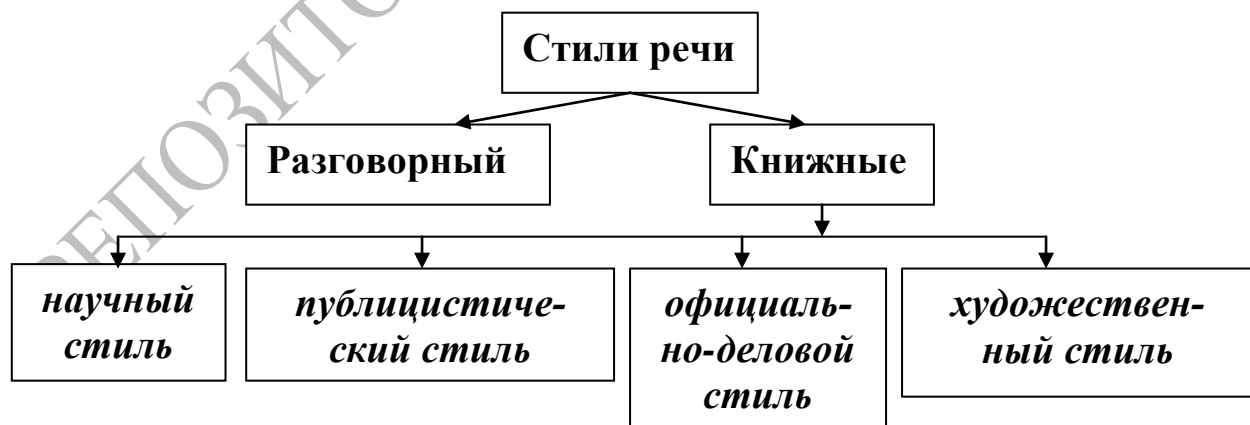 Стили речи
Разговорный
Книжные
научный
стиль
публицистиче-
ский стиль
официаль-
но-деловой
стиль
художествен-
ный стиль